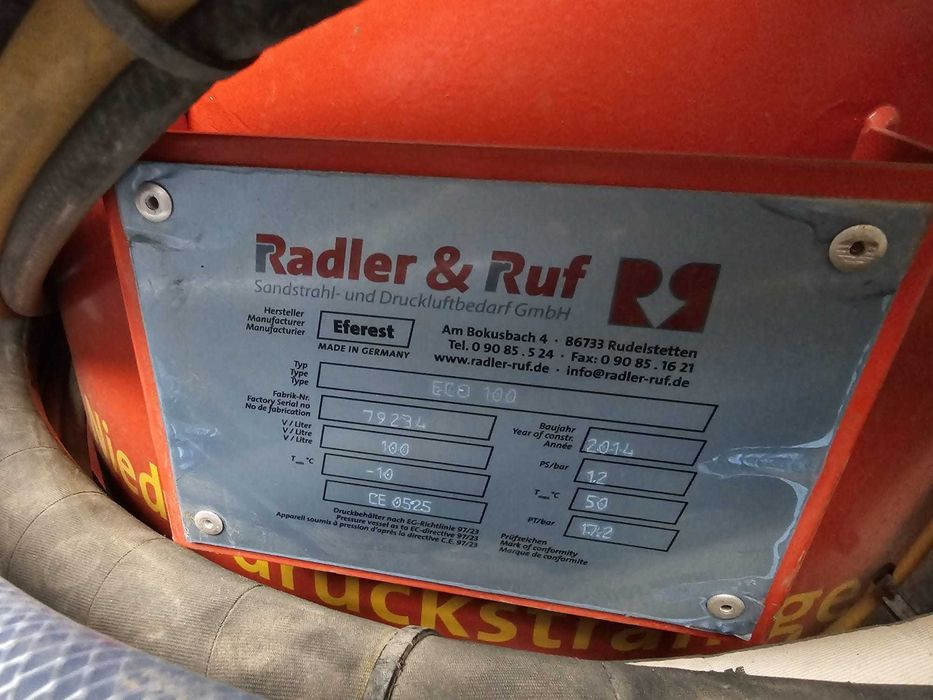 Radler & Ruf
Sandstrahl- und Druckluftbedarf GmbH
Hersteller
Manufacturer
Manufacturier
Eferest
MADE IN GERMANY
Am Bokusbach 4 · 86733 Rudelstetten
Tel. 0 90 85 . 5 24 · Fax: 0 90 85 . 16 21
www.radler-ruf.de · info@radler-ruf.de
Typ
Type
Type
ECO 100
Fabrik-Nr.
Factory Serial no
No de fabrication
79234
Baujahr
Year of constr.
Année
2014
V / Liter
V / Litre
V / Litre
100
PS/bar
12
T min °C
-10
T max °C
50
CE 0525
PT/bar
17.2
Druckbehälter nach EG-Richtlinie 97/23
Pressure vessel as to EC-directive 97/23
Appareil soumis à pression d'après la directive C.E. 97/23
Prüfzeichen
Mark of conformity
Marque de conformite